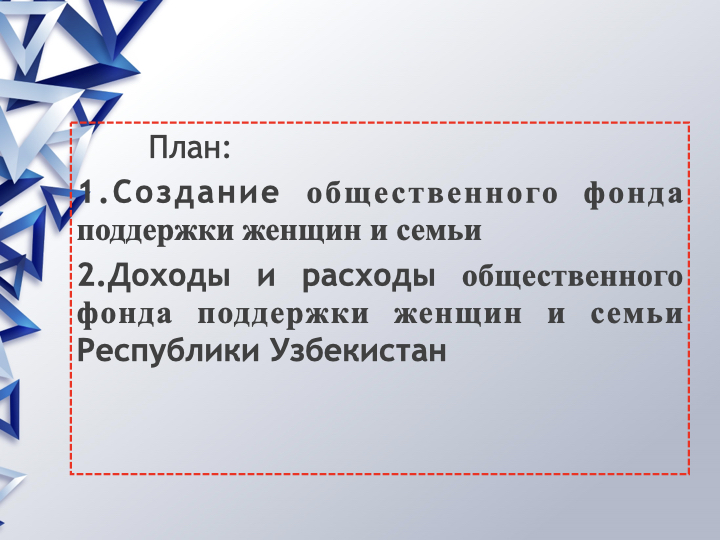 План:
1.Создание общественного фонда
поддержки женщин и семьи
2.Доходы и расходы общественного
фонда поддержки женщин и семьи
Республики Узбекистан